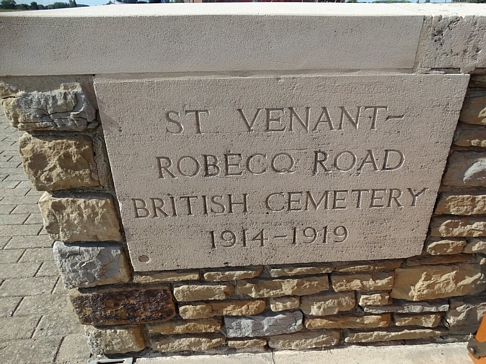 ST. VENANT-
ROBECQ ROAD
BRITISH CEMETERY
1914-1919